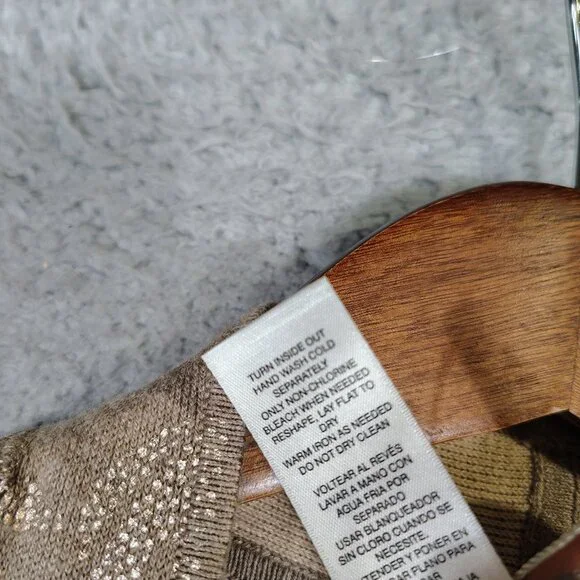 TURN INSIDE OUT
HAND WASH COLD
SEPARATELY
ONLY NON-CHLORINE
BLEACH WHEN NEEDED
RESHAPE, LAY FLAT TO
DRY
WARM IRON AS NEEDED
DO NOT DRY CLEAN
VOLTEAR AL REVÉS
LAVAR A MANO CON
AGUA FRIA POR
SEPARADO
USAR BLANQUEADOR
SIN CLORO CUANDO SE
NECESITE.
TENDER Y PONER EN
PLANO PARA